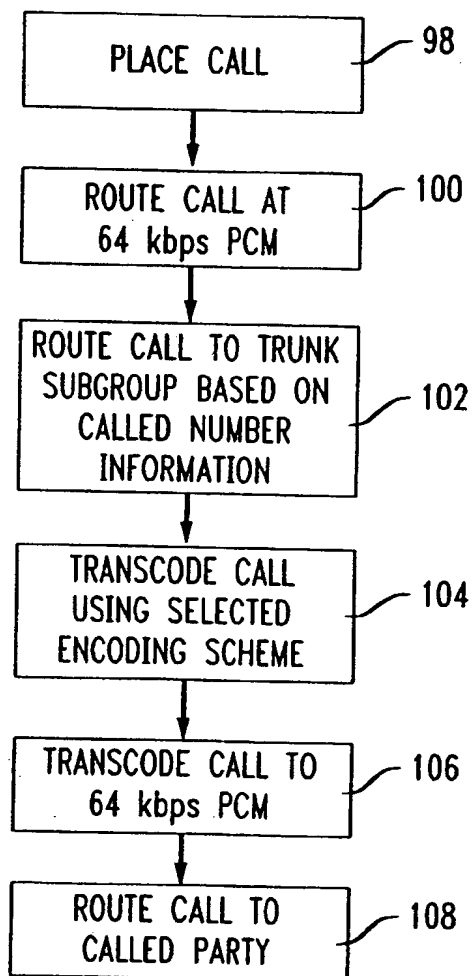 PLACE CALL
98
ROUTE CALL AT
64 kbps PCM
100
ROUTE CALL TO TRUNK
SUBGROUP BASED ON
CALLED NUMBER
INFORMATION
102
TRANSCODE CALL
USING SELECTED
ENCODING SCHEME
104
TRANSCODE CALL TO
64 kbps PCM
106
ROUTE CALL TO
CALLED PARTY
108